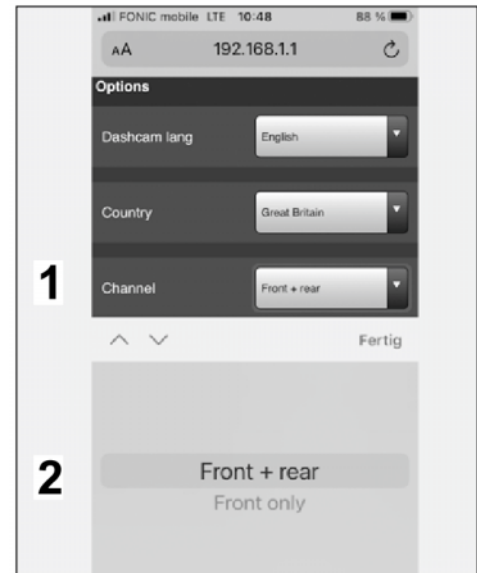 FONIC mobile LTE 10:48 88 %
AA 192.168.1.1
Options
Dashcam lang English
Country Great Britain
1 Channel Front + rear
Fertig
2 Front + rear
Front only